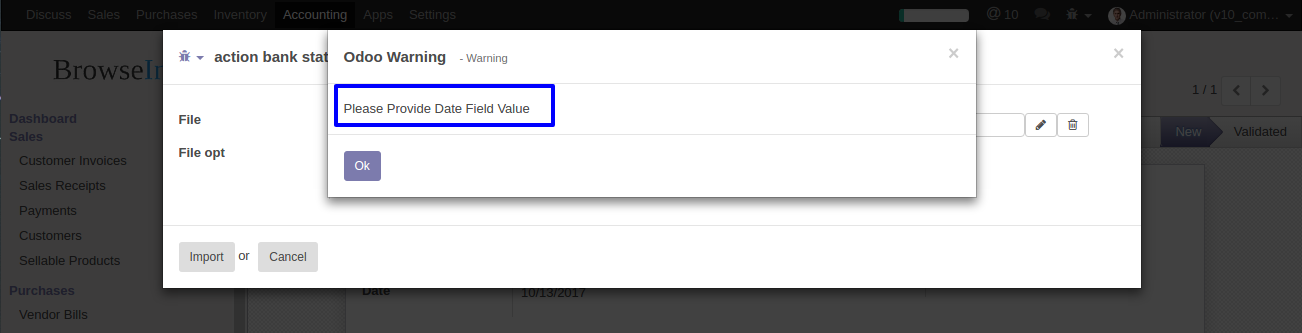 Discuss Sales Purchases Inventory Accounting Apps Settings @ 10 Administrator (v10_com...
action bank stat
Odoo Warning - Warning × ×
BrowseIn
1 / 1
Please Provide Date Field Value
Dashboard
File
Sales
New Validated
File opt
Customer Invoices
Ok
Sales Receipts
Payments
Customers
Import or Cancel
Sellable Products
Purchases
Date 10/13/2017
Vendor Bills